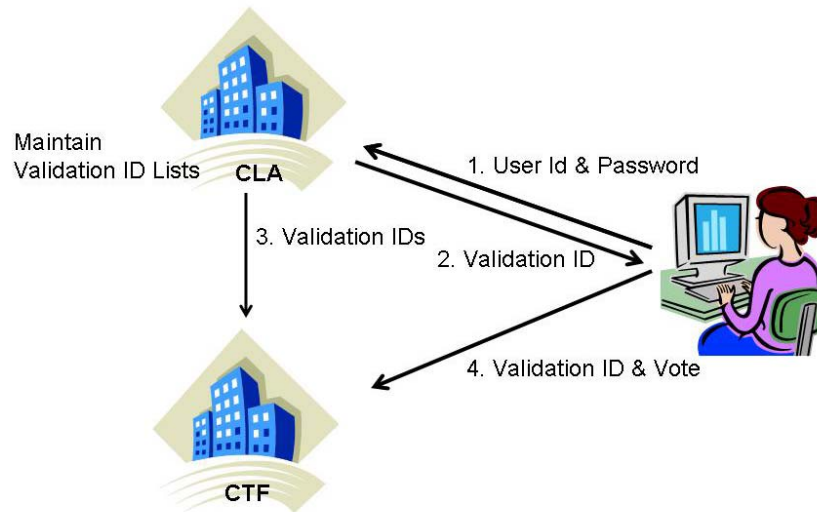 Maintain
Validation ID Lists
CLA
1. User Id & Password
2. Validation ID
3. Validation IDs
4. Validation ID & Vote
CTF